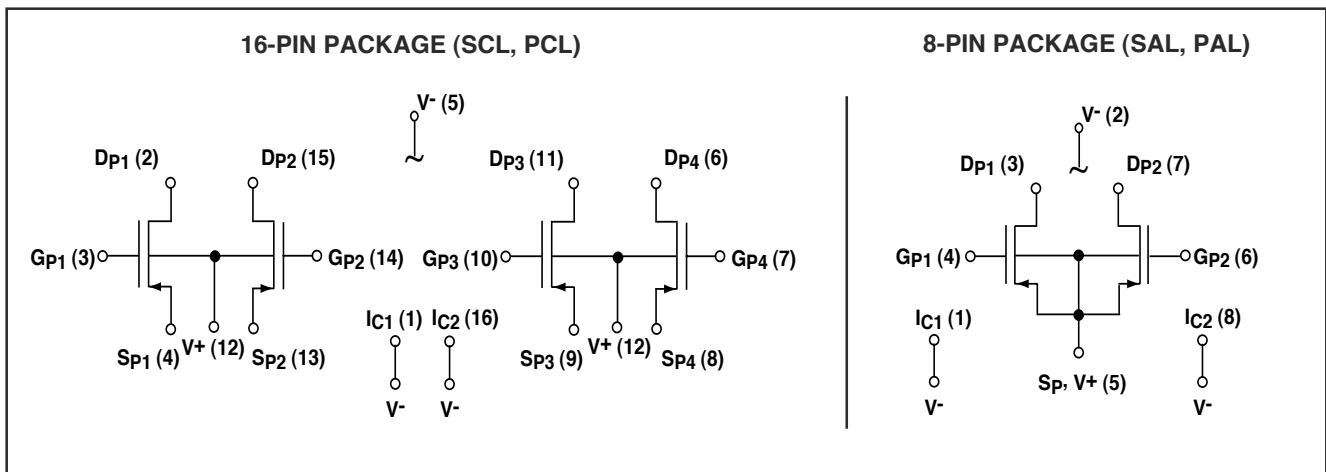 16-PIN PACKAGE (SCL, PCL)
V- (5)
DP1 (2)
DP2 (15)
DP3 (11)
DP4 (6)
GP1 (3)
GP2 (14)
GP3 (10)
GP4 (7)
IC1 (1)
IC2 (16)
SP1 (4)
V+ (12)
SP2 (13)
SP3 (9)
V+ (12)
SP4 (8)
V-
V-
8-PIN PACKAGE (SAL, PAL)
V- (2)
DP1 (3)
DP2 (7)
GP1 (4)
GP2 (6)
IC1 (1)
IC2 (8)
SP, V+ (5)
V-
V-